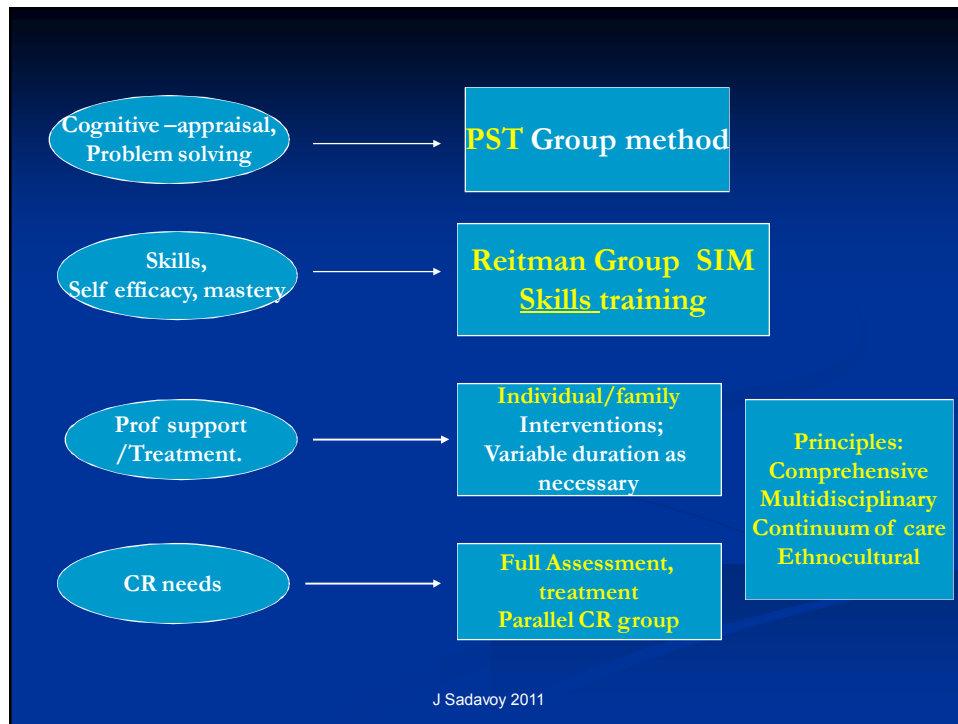 Cognitive –appraisal,
Problem solving
PST Group method
Skills,
Self efficacy, mastery
Reitman Group SIM
Skills training
Prof support
/Treatment.
Individual/family
Interventions;
Variable duration as
necessary
Principles:
Comprehensive
Multidisciplinary
Continuum of care
Ethnocultural
CR needs
Full Assessment,
treatment
Parallel CR group
J Sadavoy 2011